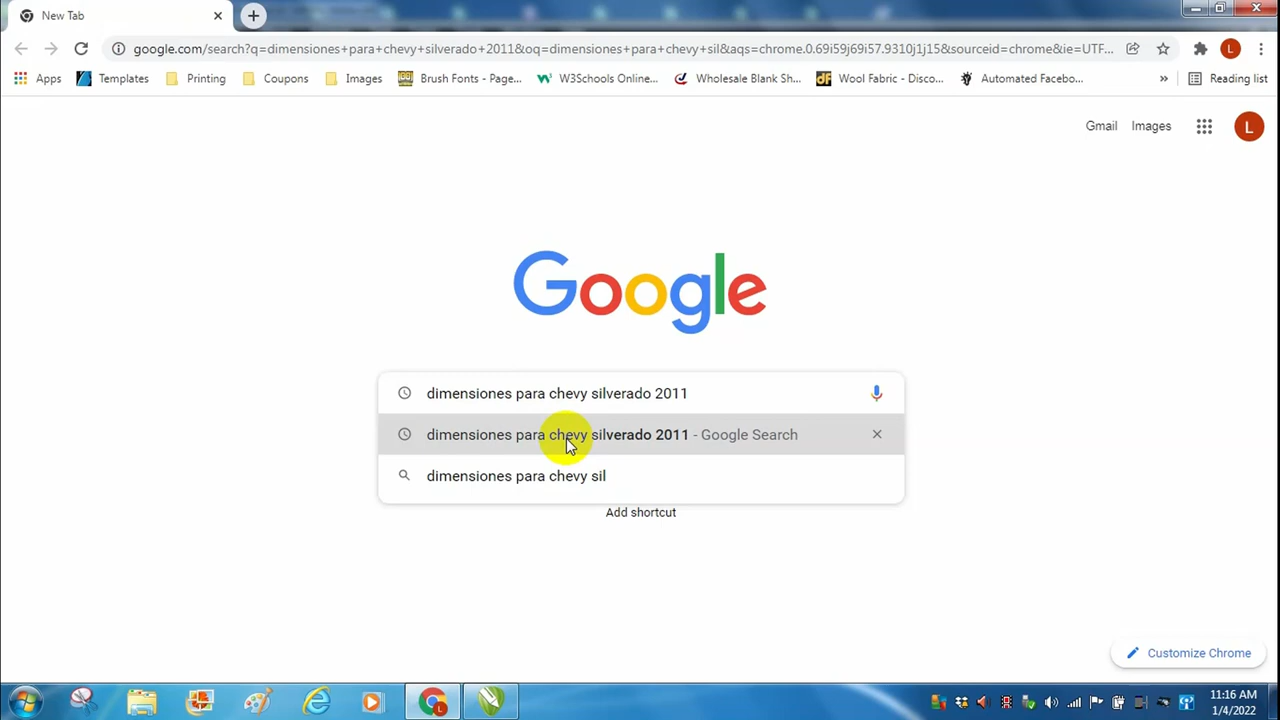 New Tab
google.com/search?q=dimensiones+para+chevy+silverado+2011&oq=dimensiones+para+chevy+sil&aqs=chrome.0.69i59j69i57.9310j1j15&sourceid=chrome&ie=UTF...
L
Apps
Templates
Printing
Coupons
Images
Brush Fonts - Page...
W3Schools Online...
Wholesale Blank Sh...
Wool Fabric - Disco...
Automated Facebo...
»
Reading list
Gmail
Images
L
Google
dimensiones para chevy silverado 2011
dimensiones para chevy silverado 2011 - Google Search
dimensiones para chevy sil
Add shortcut
Customize Chrome
11:16 AM
1/4/2022